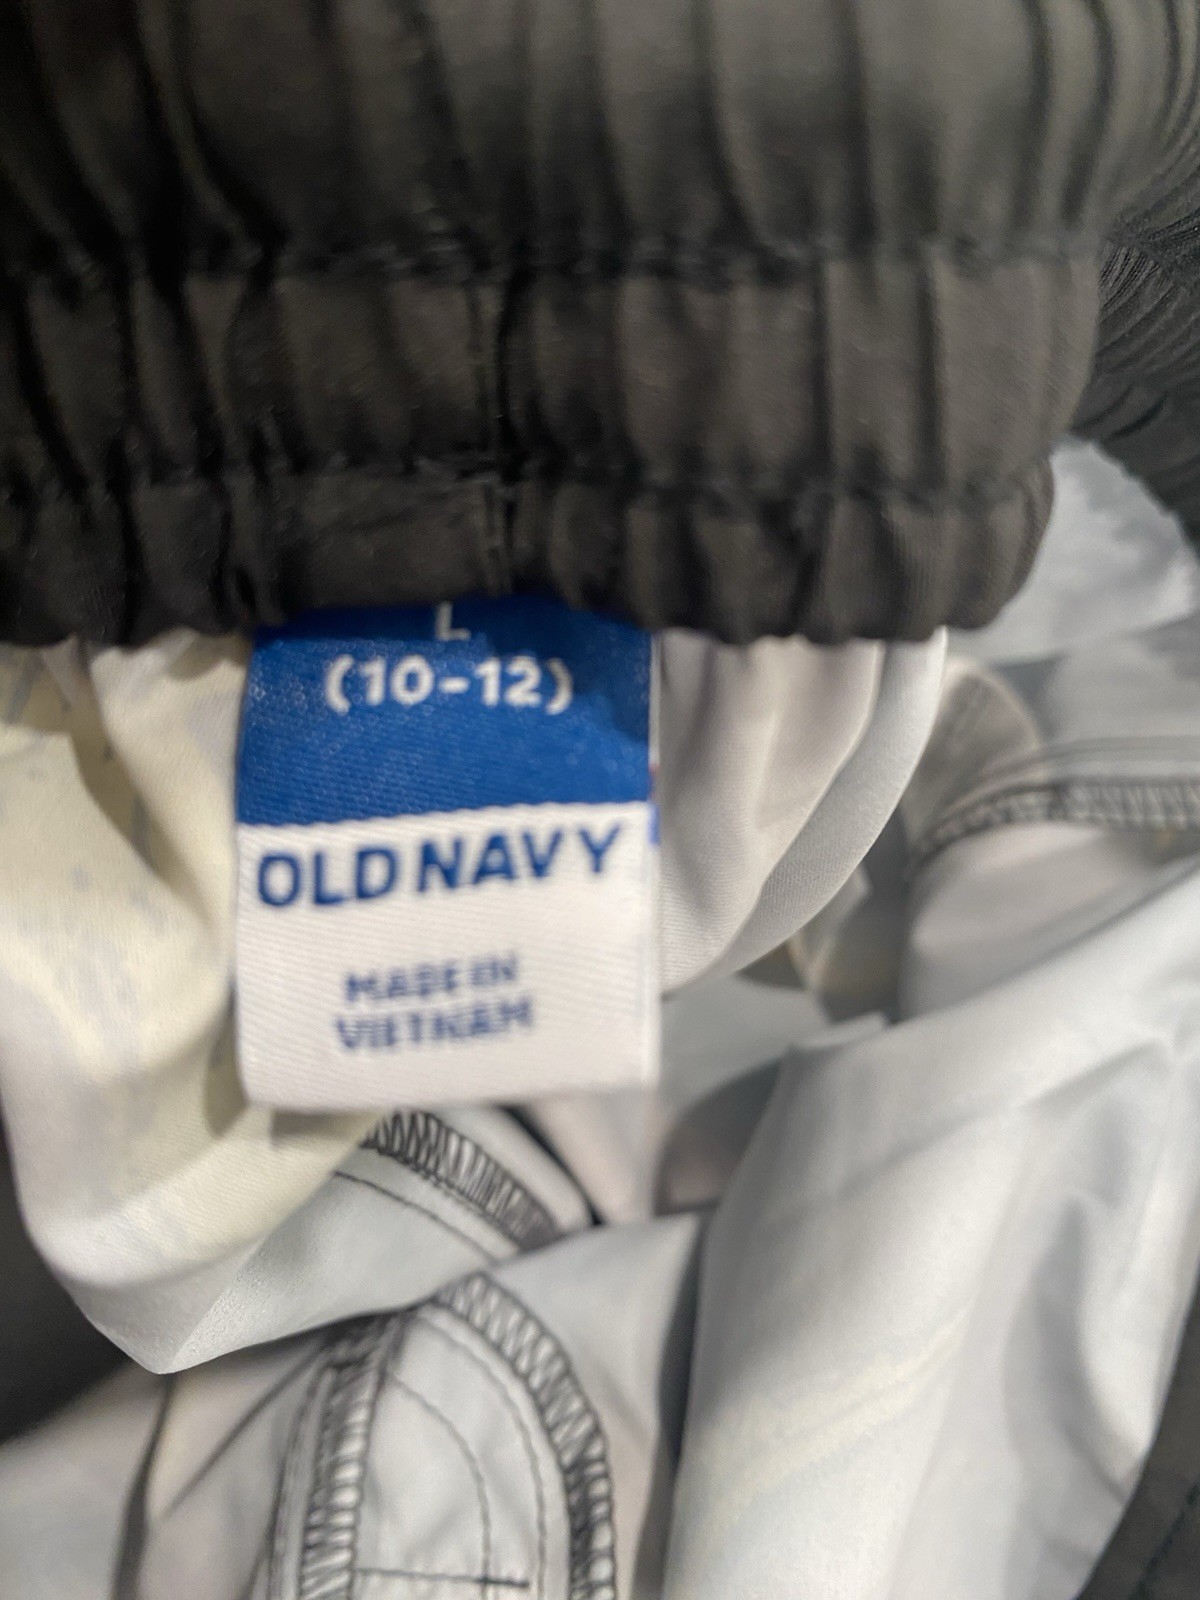 L
(10-12)
OLD NAVY
MADE IN
VIETNAM